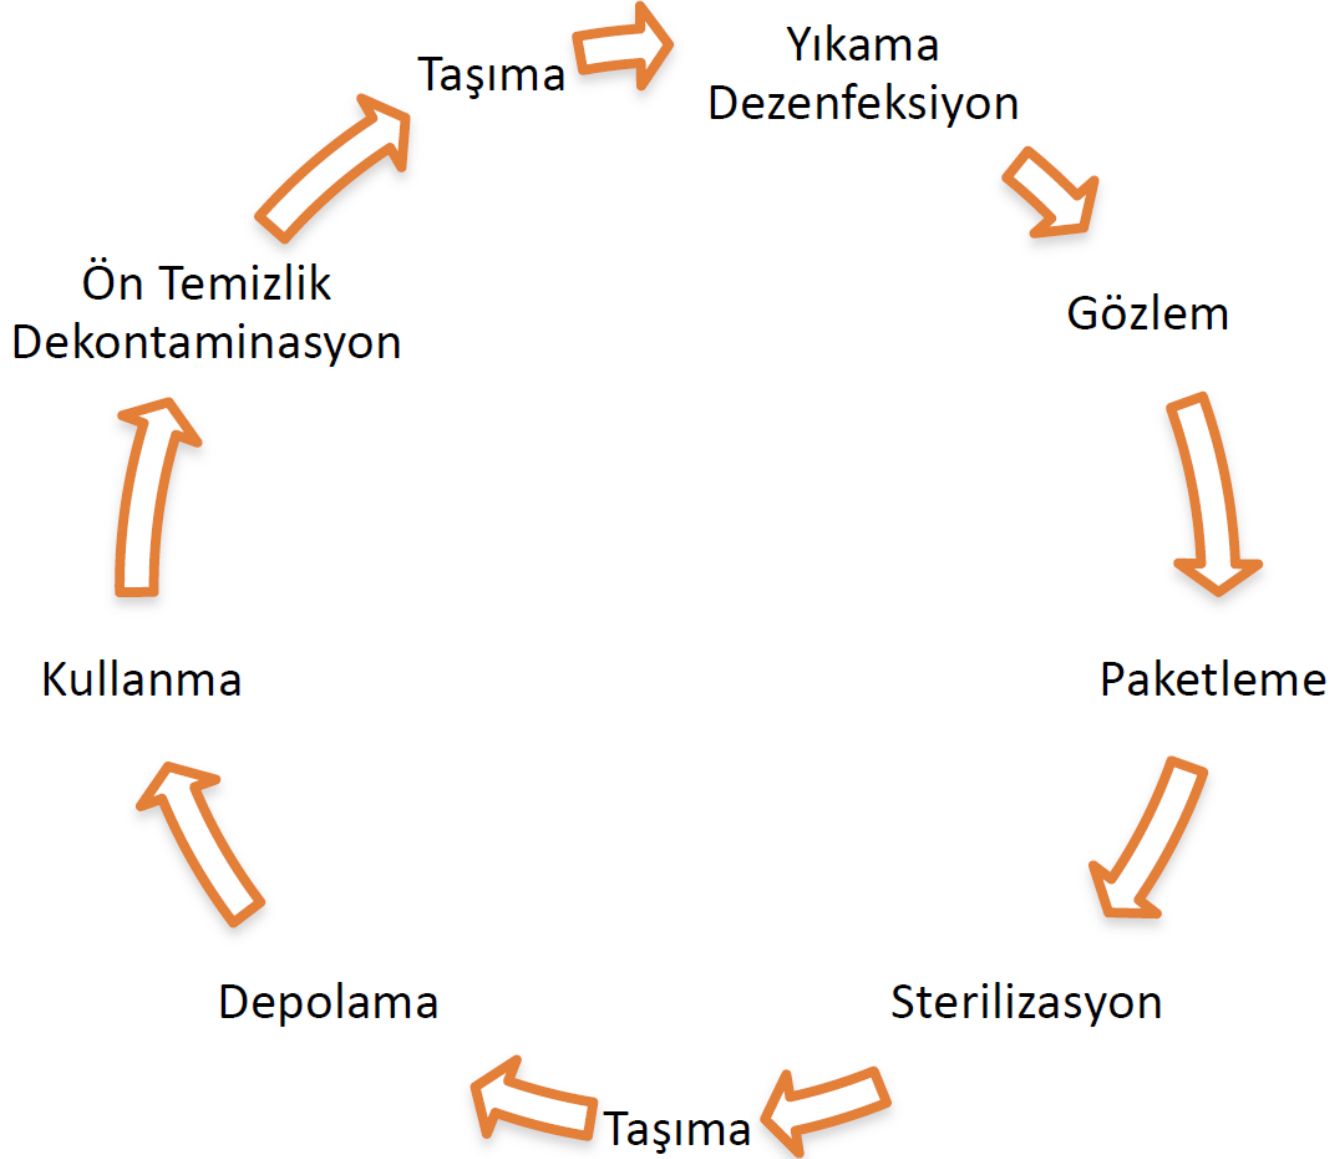 Taşıma
Yıkama
Dezenfeksiyon
Gözlem
Paketleme
Sterilizasyon
Taşıma
Depolama
Kullanma
Ön Temizlik
Dekontaminasyon